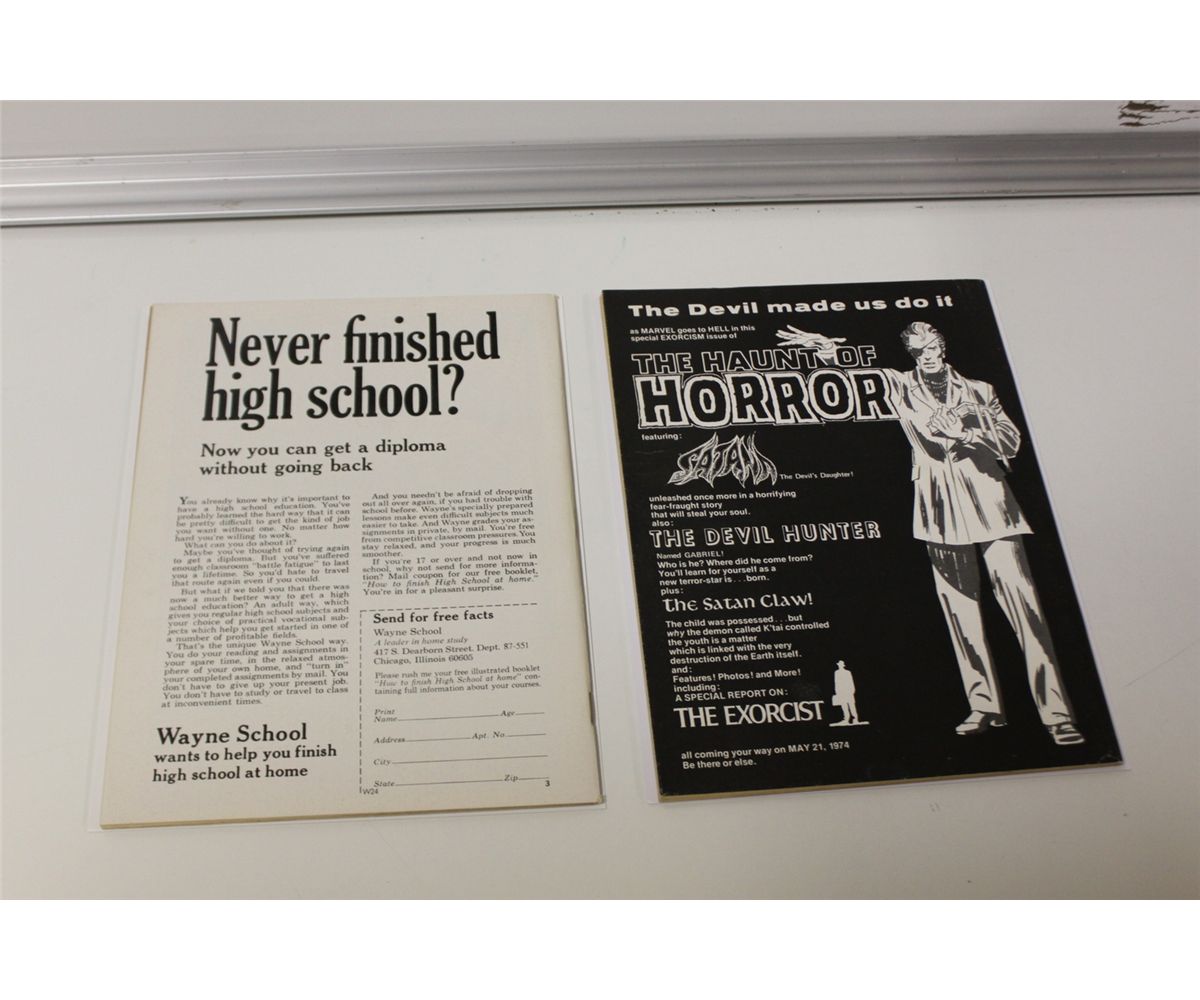 Never finished
high school?
Now you can get a diploma
without going back
You already know why it's important to
have a high school education. You've
probably learned the hard way that it can
be pretty difficult to get the kind of job
you want without one. No matter how
hard you're willing to work.
What can you do about it?
Maybe you've thought of trying again
to get a diploma. But you've suffered
enough classroom "battle fatigue" to last
you a lifetime. So you'd hate to travel
that route again even if you could.
But what if we told you that there was
now a much better way to get a high
school education? An adult way, which
gives you regular high school subjects and
your choice of practical vocational sub-
jects which help you get started in one of
a number of profitable fields.
That's the unique Wayne School way.
You do your reading and assignments in
your spare time, in the relaxed atmos-
phere of your own home, and "turn in"
your completed assignments by mail. You
don't have to give up your present job.
You don't have to study or travel to class
at inconvenient times.
Wayne School
wants to help you finish
high school at home
And you needn't be afraid of dropping
out all over again, if you had trouble with
school before. Wayne's specially prepared
lessons make even difficult subjects much
easier to take. And Wayne grades your as-
signments in private, by mail. You're free
from competitive classroom pressures. You
stay relaxed, and your progress is much
smoother.
If you're 17 or over and not now in
school, why not send for more informa-
tion? Mail coupon for our free booklet,
"How to finish High School at home."
You're in for a pleasant surprise.
Send for free facts
Wayne School
A leader in home study
417 S. Dearborn Street. Dept. 87-551
Chicago, Illinois 60605
Please rush me your free illustrated booklet
"How to finish High School at home" con-
taining full information about your courses.
Print
Name Age
Address Apt. No.
City
State Zip 3
W24
The Devil made us do it
as MARVEL goes to HELL in this
special EXORCISM issue of
THE HAUNT OF
HORROR
featuring:
SATANA The Devil's Daughter!
unleashed once more in a horrifying
fear-fraught story
that will steal your soul.
also:
THE DEVIL HUNTER
Named GABRIEL!
Who is he? Where did he come from?
You'll learn for yourself as a
new terror-star is...born.
plus:
The Satan Claw!
The child was possessed...but
why the demon called K'tai controlled
the youth is a matter
which is linked with the very
destruction of the Earth itself.
and:
Features! Photos! and More!
including:
A SPECIAL REPORT ON:
THE EXORCIST
all coming your way on MAY 21, 1974
Be there or else.